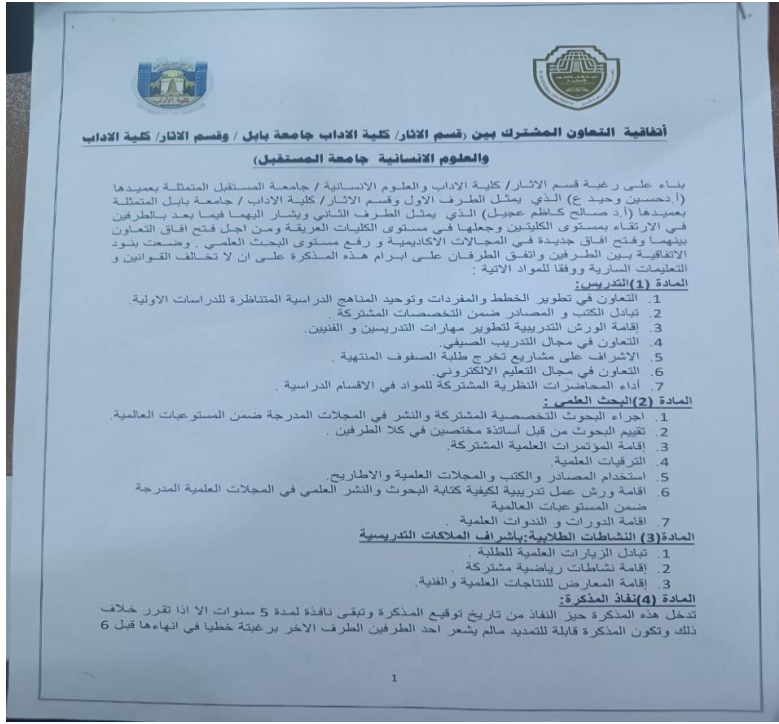 أتفاقية التعاون المشترك بين (قسم الاثار/ كلية الاداب جامعة بابل / وقسم الاثار/ كلية الاداب
والعلوم الانسانية جامعة المستقبل)
بناء على رغبة قسم الاثار/ كلية الاداب والعلوم الانسانية / جامعة المستقبل المتمثلة بعميدها
(أ.دحسين وحيد ع) الذي يمثل الطرف الاول وقسم الاثار/ كلية الاداب / جامعة بابل المتمثلة
بعميدها (أ.د صالح كاظم عجيل) الذي يمثل الطرف الثاني ويشار اليهما فيما بعد بالطرفين
في الارتقاء بمستوى الكليتين وجعلها في مستوى الكليات العريقة ومن اجل فتح افاق التعاون
بينهما وفتح افاق جديدة في المجالات الاكاديمية و رفع مستوى البحث العلمي . وضعت بنود
الاتفاقية بين الطرفين واتفق الطرفان على ابرام هذه المذكرة على ان لا تخالف القوانين و
التعليمات السارية ووفقا للمواد الاتية :
المادة (1)التدريس:
1. التعاون في تطوير الخطط والمفردات وتوحيد المناهج الدراسية المتناظرة للدراسات الاولية.
2. تبادل الكتب و المصادر ضمن التخصصات المشتركة .
3. إقامة الورش التدريبية لتطوير مهارات التدريسين و الفنيين.
4. التعاون في مجال التدريب الصيفي.
5. الاشراف على مشاريع تخرج طلبة الصفوف المنتهية .
6. التعاون في مجال التعليم الالكتروني.
7. أداء المحاضرات النظرية المشتركة للمواد في الاقسام الدراسية .
المادة (2)البحث العلمي :
1. اجراء البحوث التخصصية المشتركة والنشر في المجلات المدرجة ضمن المستوعبات العالمية.
2. تقييم البحوث من قبل أساتذة مختصين في كلا الطرفين .
3. إقامة المؤتمرات العلمية المشتركة.
4. الترقيات العلمية.
5. استخدام المصادر والكتب والمجلات العلمية والاطاريح.
6. اقامة ورش عمل تدريبية لكيفية كتابة البحوث والنشر العلمي في المجلات العلمية المدرجة
ضمن المستوعبات العالمية
7. اقامة الدورات و الندوات العلمية .
المادة(3) النشاطات الطلابية:بأشراف الملاكات التدريسية
1. تبادل الزيارات العلمية للطلبة .
2. إقامة نشاطات رياضية مشتركة .
3. إقامة المعارض للنتاجات العلمية والفنية.
المادة (4)نفاذ المذكرة:
تدخل هذه المذكرة حيز النفاذ من تاريخ توقيع المذكرة وتبقى نافذة لمدة 5 سنوات الا اذا تقرر خلاف
ذلك وتكون المذكرة قابلة للتمديد مالم يشعر احد الطرفين الطرف الاخر برغبتة خطيا في انهاءها قبل 6
1